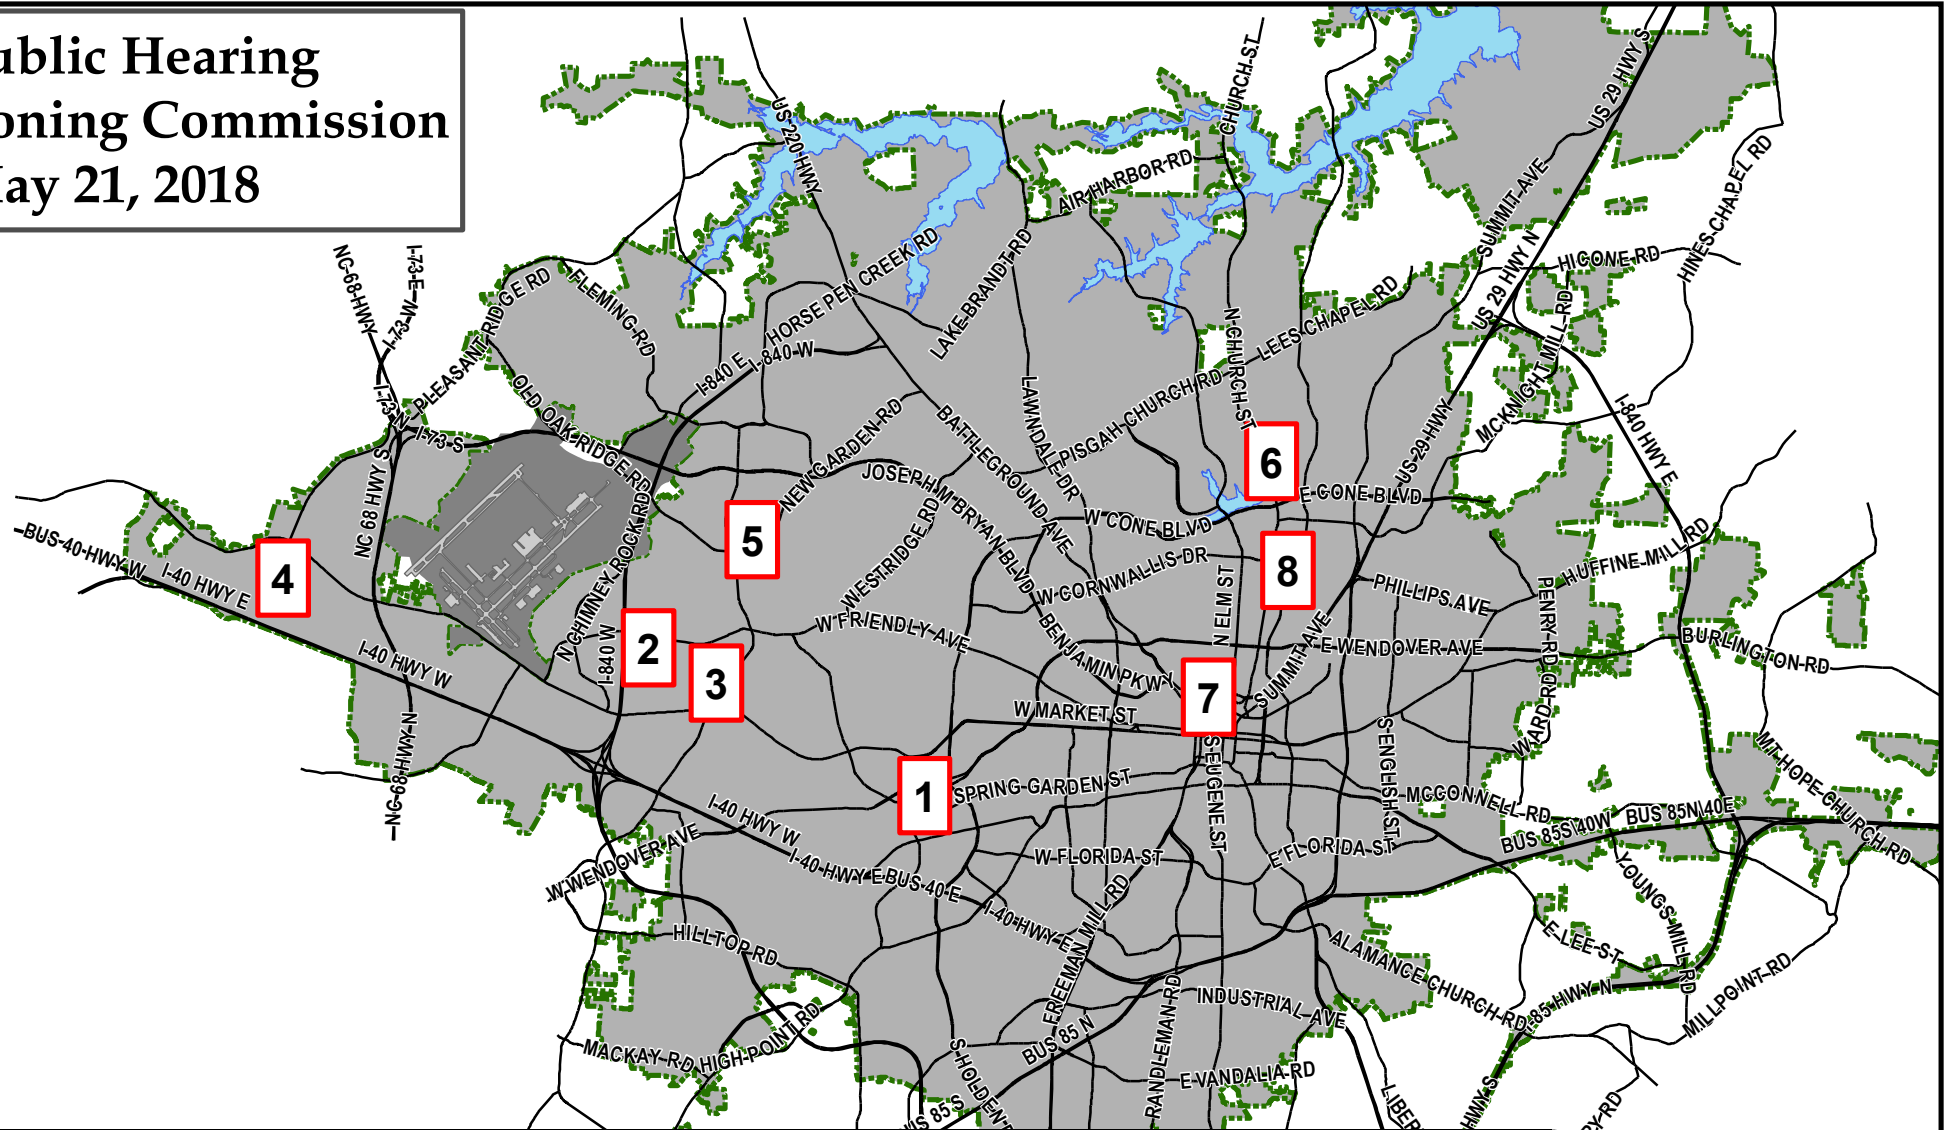 ublic Hearing
oning Commission
ay 21, 2018
CHURCH ST
US 29 HWY S
US 220 HWY
AIR HARBOR RD
SUMMIT AVE
HINES CHAPEL RD
NC 68 HWY
I-73 E
I-73 W
PLEASANT RIDGE RD
FLEMING RD
HORSE PEN CREEK RD
LAKE BRANDT RD
US 29 HWY N
HICONE RD
N CHURCH ST
LEES CHAPEL RD
MCKNIGHT MILL RD
I-840 E
I-840 W
I-73 N
I-73 S
OLD OAK RIDGE RD
NEW GARDEN RD
BATTLEGROUND AVE
LAWNDALE DR
PISGAH CHURCH RD
US 29 HWY
I-840 HWY E
6
NC 68 HWY S
JOSEPH M BRYAN BLVD
E CONE BLVD
W CONE BLVD
5
BUS 40 HWY W
I-40 HWY E
4
N CHIMNEY ROCK RD
WESTRIDGE RD
W CORNWALLIS DR
8
PHILLIPS AVE
HUFFINE MILL RD
PENRY RD
N ELM ST
I-40 HWY W
I-840 W
2
W FRIENDLY AVE
BENJAMIN PKWY
SUMMIT AVE
E WENDOVER AVE
BURLINGTON RD
3
7
W MARKET ST
NC 68 HWY N
S EUGENE ST
S ENGLISH ST
WARD RD
MT HOPE CHURCH RD
1
SPRING GARDEN ST
MCCONNELL RD
BUS 85S\40W
BUS 85N\40E
I-40 HWY W
W WENDOVER AVE
I-40 HWY E
BUS 40 E
W FLORIDA ST
E FLORIDA ST
YOUNGS MILL RD
I-40 HWY E
FREEMAN MILL RD
HILLTOP RD
ALAMANCE CHURCH RD
E LEE ST
I-85 HWY N
MILLPOINT RD
INDUSTRIAL AVE
MACKAY RD
HIGH POINT RD
S HOLDEN
BUS 85 N
RANDLEMAN RD
E VANDALIA RD
US 85 S
LIBER
HWY S
RY RD